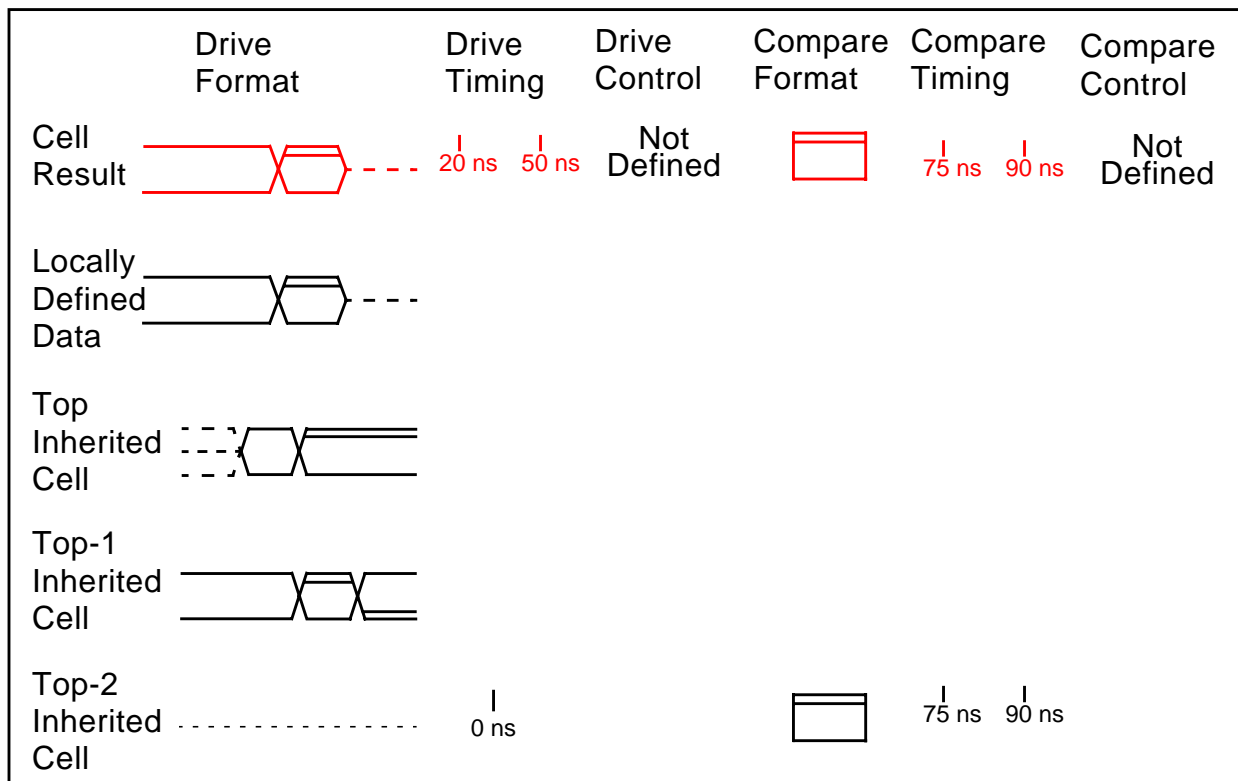 Drive Format
Drive Timing
Drive Control
Compare Format
Compare Timing
Compare Control
Cell Result
20 ns
50 ns
Not Defined
75 ns
90 ns
Not Defined
Locally Defined Data
Top Inherited Cell
Top-1 Inherited Cell
Top-2 Inherited Cell
0 ns
75 ns
90 ns